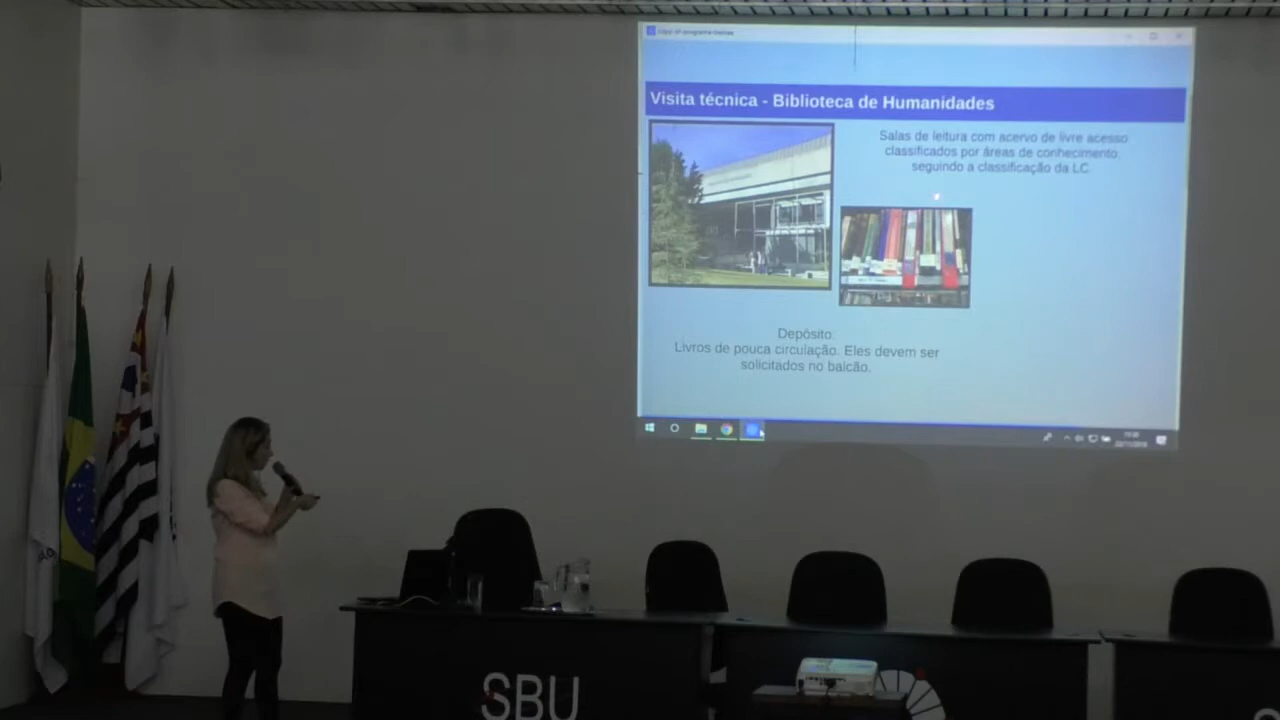 Visita técnica - Biblioteca de Humanidades
Salas de leitura com acervo de livre acesso
classificados por áreas de conhecimento
seguindo a classificação da LC.
Depósito:
Livros de pouca circulação. Eles devem ser
solicitados no balcão.
SBU